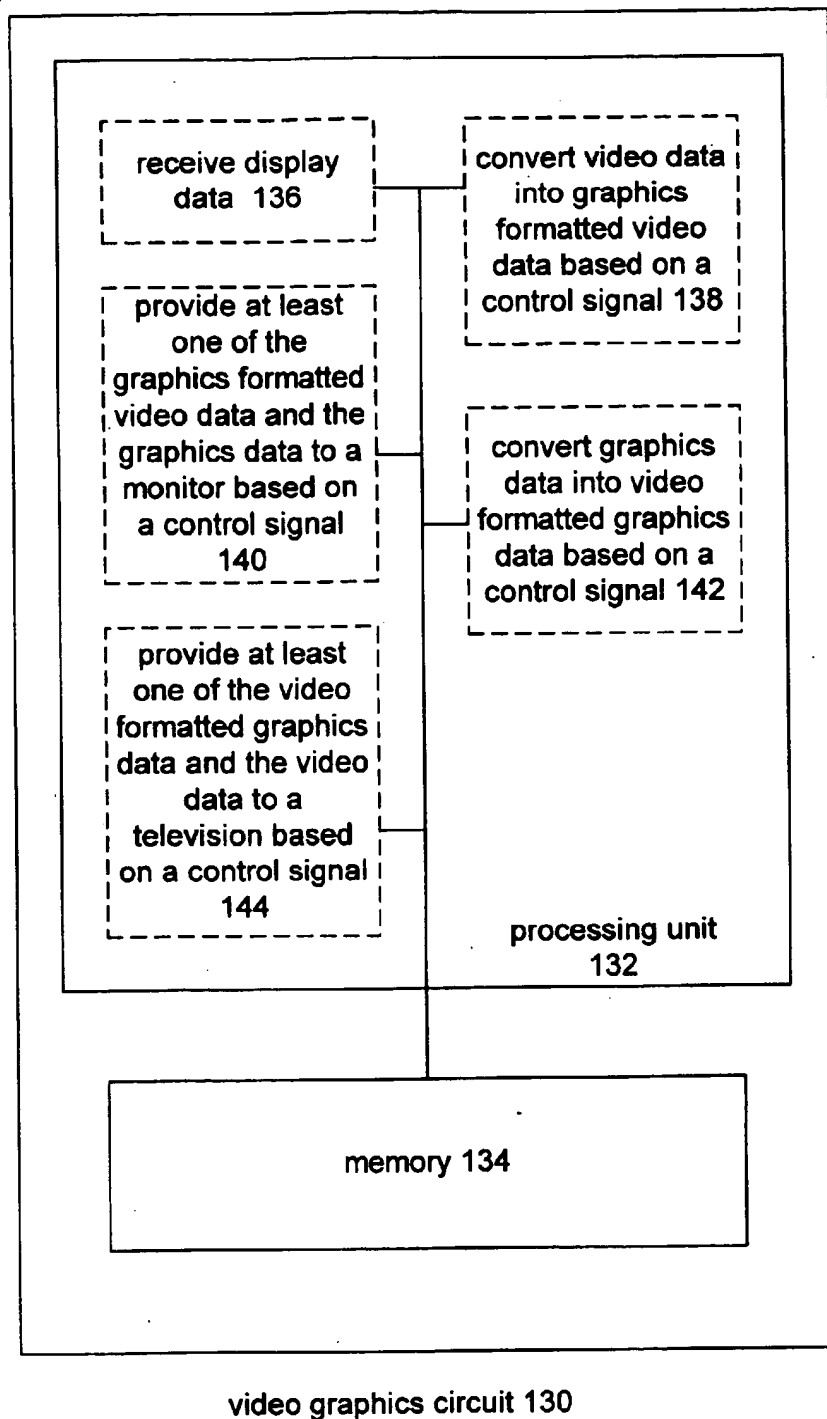 receive display
data 136
convert video data
into graphics
formatted video
data based on a
control signal 138
provide at least
one of the
graphics formatted
video data and the
graphics data to a
monitor based on
a control signal
140
convert graphics
data into video
formatted graphics
data based on a
control signal 142
provide at least
one of the video
formatted graphics
data and the video
data to a
television based
on a control signal
144
processing unit
132
memory 134
video graphics circuit 130